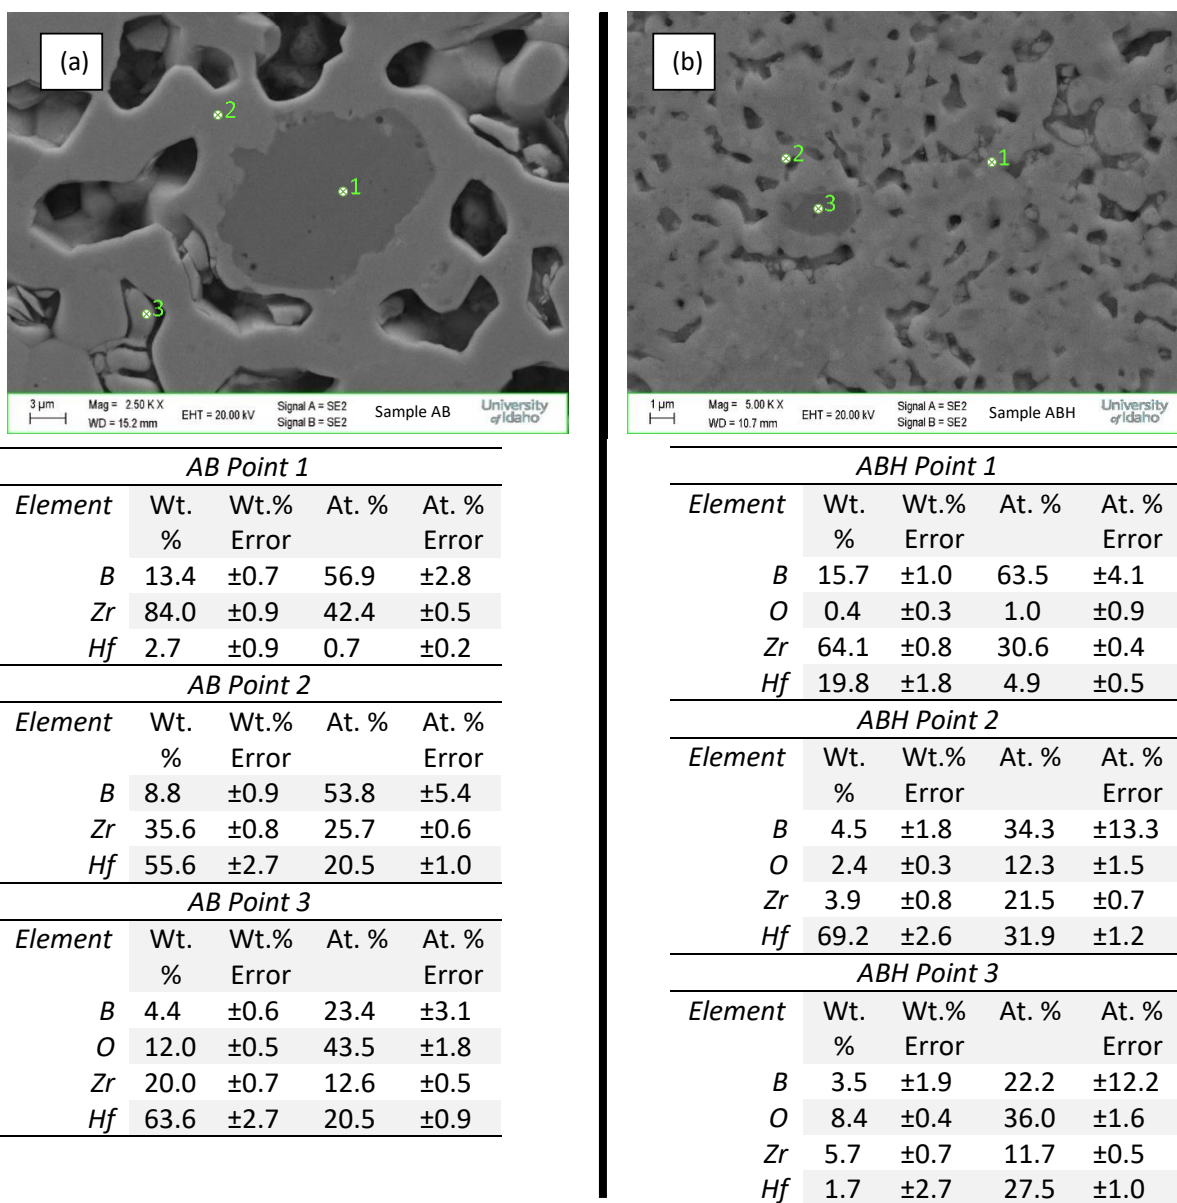 (a)
2
1
3
3 µm
Mag = 2.50 K X
WD = 15.2 mm
EHT = 20.00 kV
Signal A = SE2
Signal B = SE2
Sample AB
University
of Idaho
AB Point 1
Element Wt. % Wt.% Error At. % At. % Error
B 13.4 ±0.7 56.9 ±2.8
Zr 84.0 ±0.9 42.4 ±0.5
Hf 2.7 ±0.9 0.7 ±0.2
AB Point 2
Element Wt. % Wt.% Error At. % At. % Error
B 8.8 ±0.9 53.8 ±5.4
Zr 35.6 ±0.8 25.7 ±0.6
Hf 55.6 ±2.7 20.5 ±1.0
AB Point 3
Element Wt. % Wt.% Error At. % At. % Error
B 4.4 ±0.6 23.4 ±3.1
O 12.0 ±0.5 43.5 ±1.8
Zr 20.0 ±0.7 12.6 ±0.5
Hf 63.6 ±2.7 20.5 ±0.9
(b)
2
1
3
1 µm
Mag = 5.00 K X
WD = 10.7 mm
EHT = 20.00 kV
Signal A = SE2
Signal B = SE2
Sample ABH
University
of Idaho
ABH Point 1
Element Wt. % Wt.% Error At. % At. % Error
B 15.7 ±1.0 63.5 ±4.1
O 0.4 ±0.3 1.0 ±0.9
Zr 64.1 ±0.8 30.6 ±0.4
Hf 19.8 ±1.8 4.9 ±0.5
ABH Point 2
Element Wt. % Wt.% Error At. % At. % Error
B 4.5 ±1.8 34.3 ±13.3
O 2.4 ±0.3 12.3 ±1.5
Zr 3.9 ±0.8 21.5 ±0.7
Hf 69.2 ±2.6 31.9 ±1.2
ABH Point 3
Element Wt. % Wt.% Error At. % At. % Error
B 3.5 ±1.9 22.2 ±12.2
O 8.4 ±0.4 36.0 ±1.6
Zr 5.7 ±0.7 11.7 ±0.5
Hf 1.7 ±2.7 27.5 ±1.0